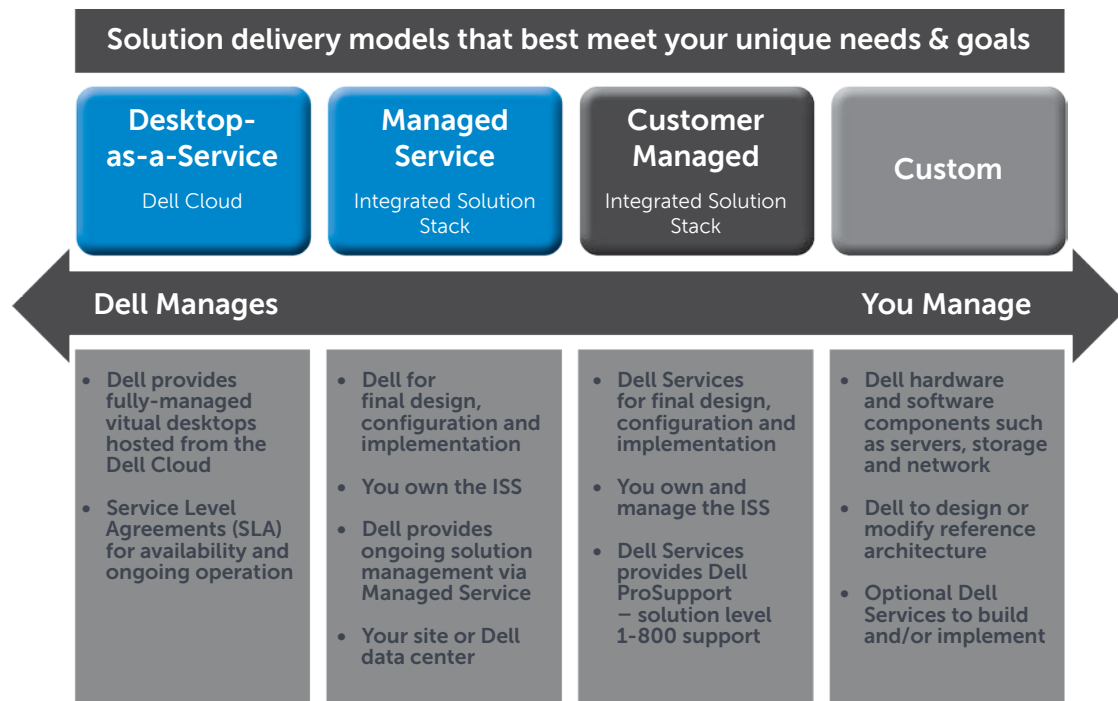 Solution delivery models that best meet your unique needs & goals
Desktop-
as-a-Service
Dell Cloud
Managed
Service
Integrated Solution
Stack
Customer
Managed
Integrated Solution
Stack
Custom
Dell Manages
You Manage
• Dell provides
fully-managed
vitual desktops
hosted from the
Dell Cloud
• Service Level
Agreements (SLA)
for availability and
ongoing operation
• Dell for
final design,
configuration and
implementation
• You own the ISS
• Dell provides
ongoing solution
management via
Managed Service
• Your site or Dell
data center
• Dell Services
for final design,
configuration and
implementation
• You own and
manage the ISS
• Dell Services
provides Dell
ProSupport
– solution level
1-800 support
• Dell hardware
and software
components such
as servers, storage
and network
• Dell to design or
modify reference
architecture
• Optional Dell
Services to build
and/or implement